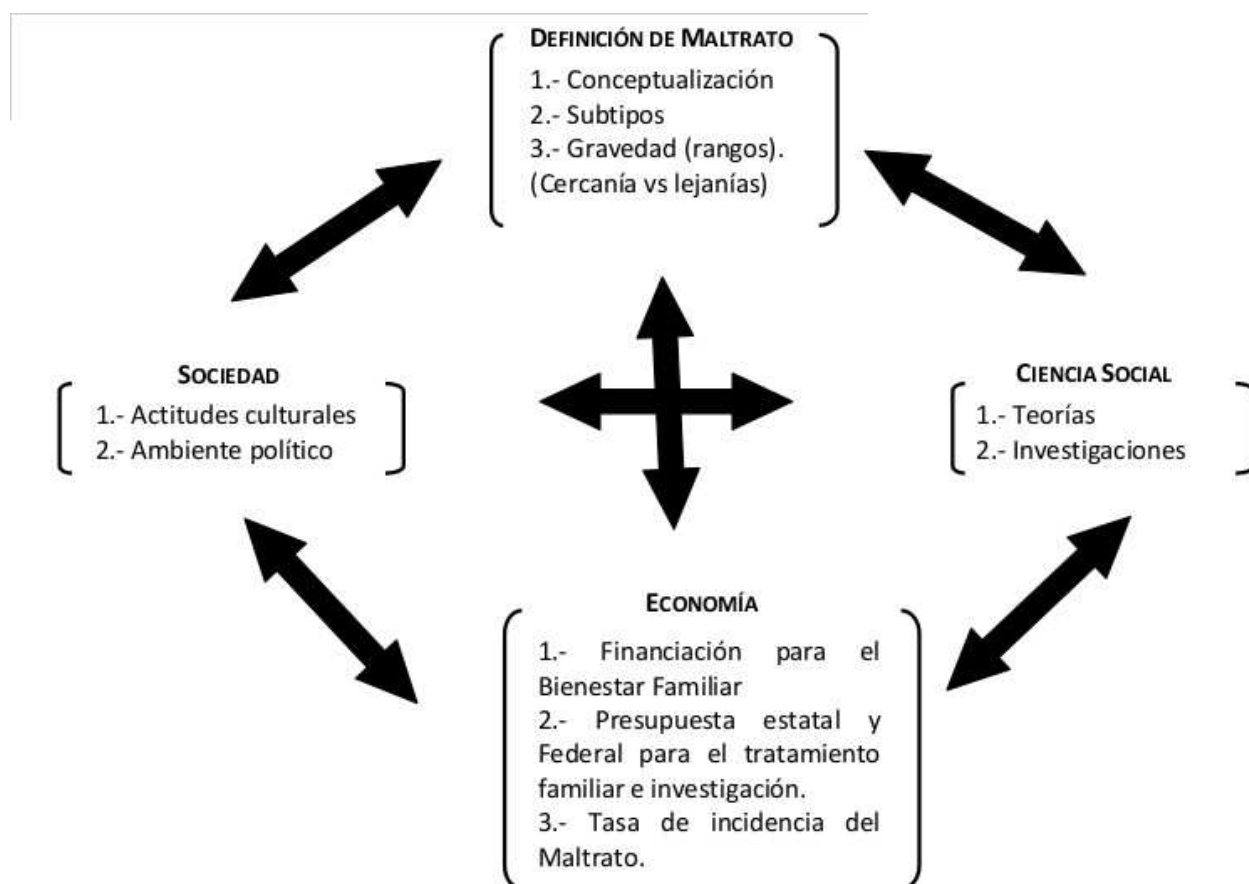 DEFINICIÓN DE MALTRATO
1.- Conceptualización
2.- Subtipos
3.- Gravedad (rangos).
(Cercanía vs lejanías)
SOCIEDAD
1.- Actitudes culturales
2.- Ambiente político
CIENCIA SOCIAL
1.- Teorías
2.- Investigaciones
ECONOMÍA
1.- Financiación para el
Bienestar Familiar
2.- Presupuesta estatal y
Federal para el tratamiento
familiar e investigación.
3.- Tasa de incidencia del
Maltrato.